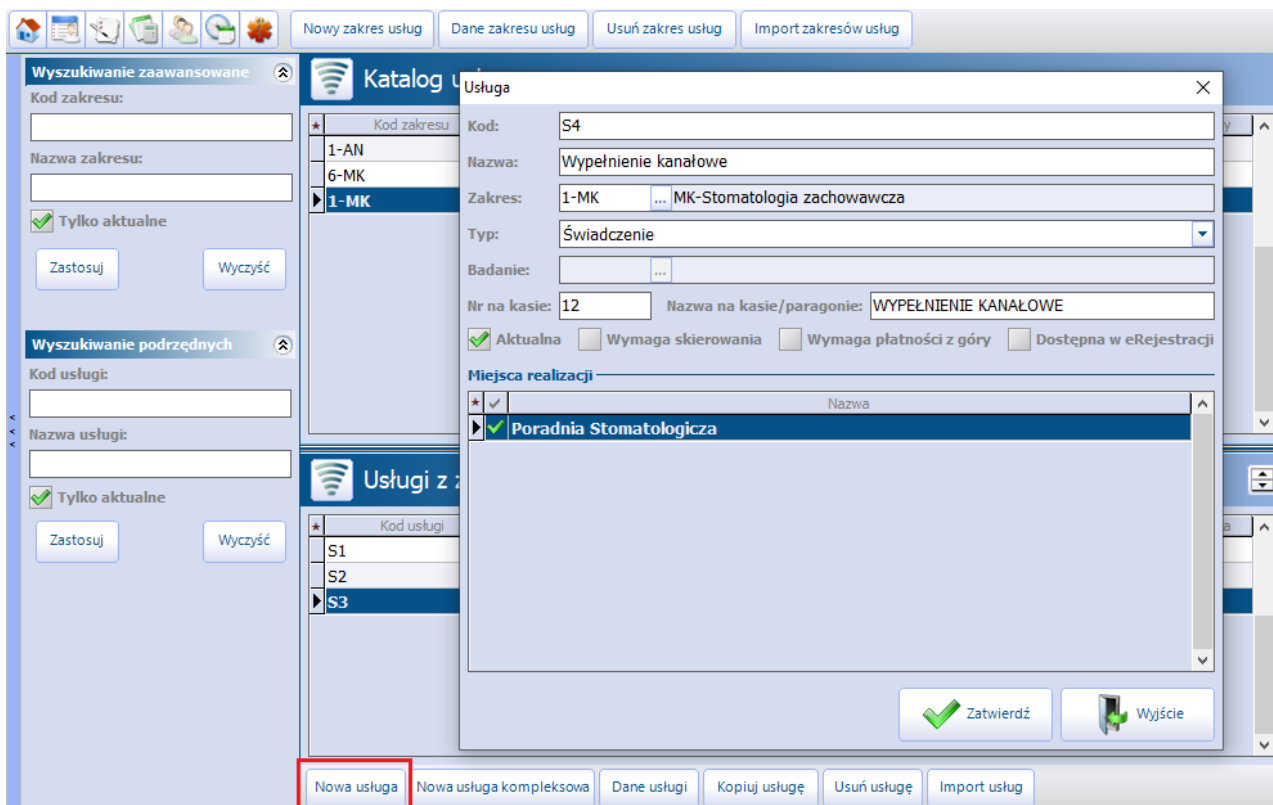 Nowy zakres usług Dane zakresu usług Usuń zakres usług Import zakresów usług
Wyszukiwanie zaawansowane
Kod zakresu:
Nazwa zakresu:
Tylko aktualne
Zastosuj Wyczyść
Wyszukiwanie podrzędnych
Kod usługi:
Nazwa usługi:
Tylko aktualne
Zastosuj Wyczyść
Katalog
Kod zakresu
1-AN
6-MK
1-MK
Usługi z
Kod usługi
S1
S2
S3
Usługa
Kod: S4
Nazwa: Wypełnienie kanałowe
Zakres: 1-MK ... MK-Stomatologia zachowawcza
Typ: Świadczenie
Badanie: ...
Nr na kasie: 12 Nazwa na kasie/paragonie: WYPEŁNIENIE KANAŁOWE
Aktualna Wymaga skierowania Wymaga płatności z góry Dostępna w eRejestracji
Miejsca realizacji
Nazwa
Poradnia Stomatologicza
Zatwierdź Wyjście
Nowa usługa Nowa usługa kompleksowa Dane usługi Kopiuj usługę Usuń usługę Import usług